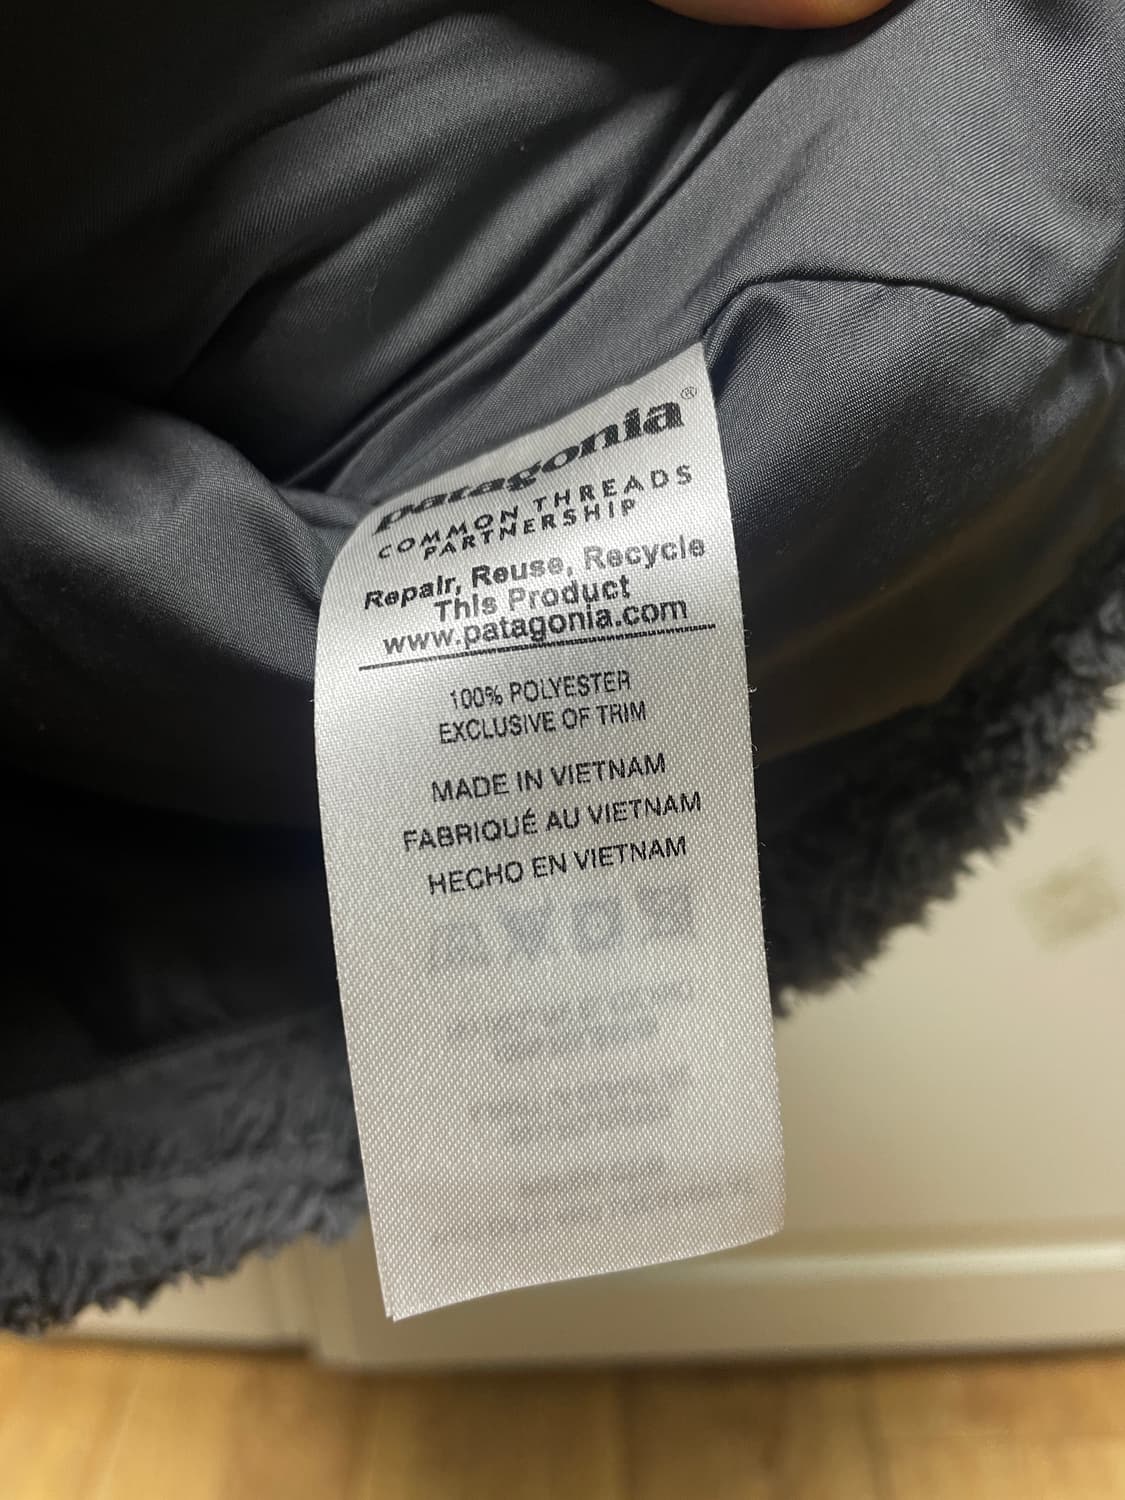 patagonia®
COMMON THREADS
PARTNERSHIP
Repair, Reuse, Recycle
This Product
www.patagonia.com
100% POLYESTER
EXCLUSIVE OF TRIM
MADE IN VIETNAM
FABRIQUÉ AU VIETNAM
HECHO EN VIETNAM